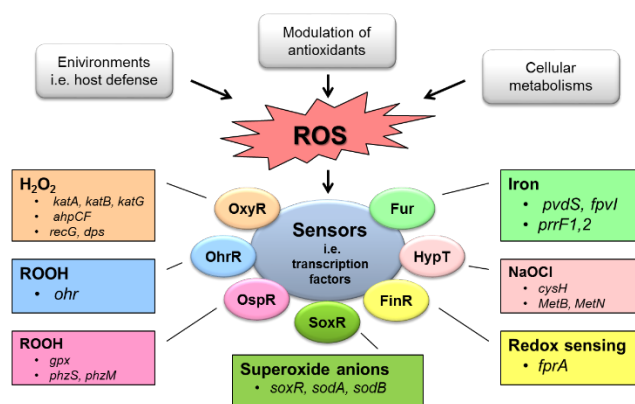 Enivironments
i.e. host defense
Modulation of
antioxidants
Cellular
metabolisms
ROS
H₂O₂
• katA, katB, katG
• ahpCF
• recG, dps
ROOH
• ohr
ROOH
• gpx
• phzS, phzM
OxyR
OhrR
OspR
SoxR
FinR
HypT
Fur
Sensors
i.e.
transcription
factors
Superoxide anions
• soxR, sodA, sodB
Iron
• pvdS, fpvI
• prrF1,2
NaOCl
• cysH
• MetB, MetN
Redox sensing
• fprA